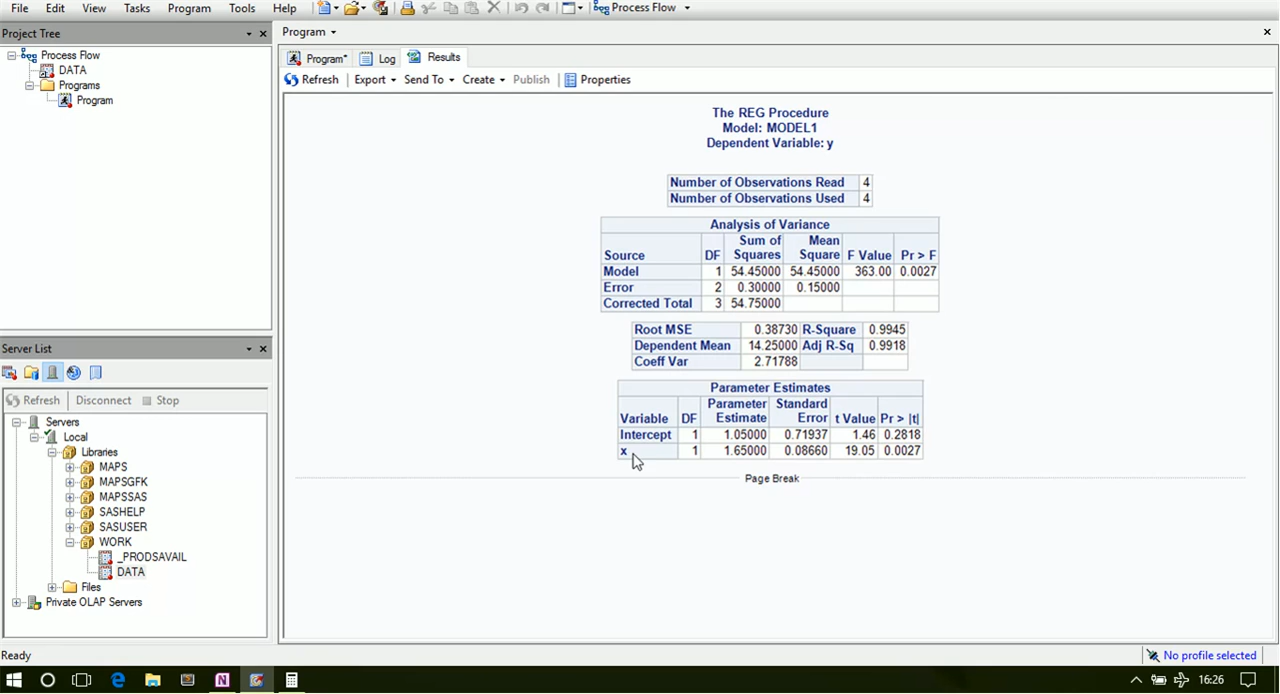 File Edit View Tasks Program Tools Help Process Flow
Project Tree
Process Flow
DATA
Programs
Program
Server List
Refresh Disconnect Stop
Servers
Local
Libraries
MAPS
MAPSGFK
MAPSSAS
SASHELP
SASUSER
WORK
_PRODSAVAIL
DATA
Files
Private OLAP Servers
Program
Program* Log Results
Refresh Export Send To Create Publish Properties
The REG Procedure
Model: MODEL1
Dependent Variable: y
Number of Observations Read 4
Number of Observations Used 4
Analysis of Variance
Source DF Sum of Squares Mean Square F Value Pr > F
Model 1 54.45000 54.45000 363.00 0.0027
Error 2 0.30000 0.15000
Corrected Total 3 54.75000
Root MSE 0.38730 R-Square 0.9945
Dependent Mean 14.25000 Adj R-Sq 0.9918
Coeff Var 2.71788
Parameter Estimates
Variable DF Parameter Estimate Standard Error t Value Pr > |t|
Intercept 1 1.05000 0.71937 1.46 0.2818
x 1 1.65000 0.08660 19.05 0.0027
Page Break
Ready
No profile selected
16:26